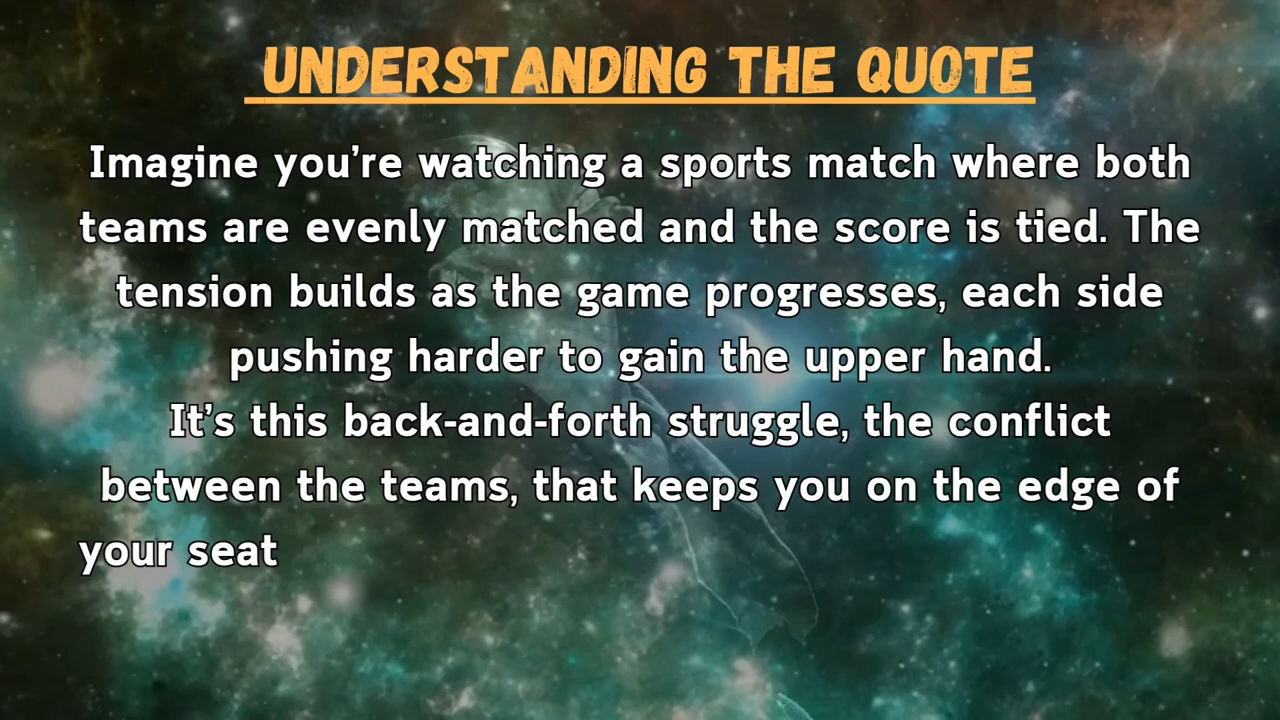 UNDERSTANDING THE QUOTE
Imagine you’re watching a sports match where both
teams are evenly matched and the score is tied. The
tension builds as the game progresses, each side
pushing harder to gain the upper hand.
It’s this back-and-forth struggle, the conflict
between the teams, that keeps you on the edge of
your seat